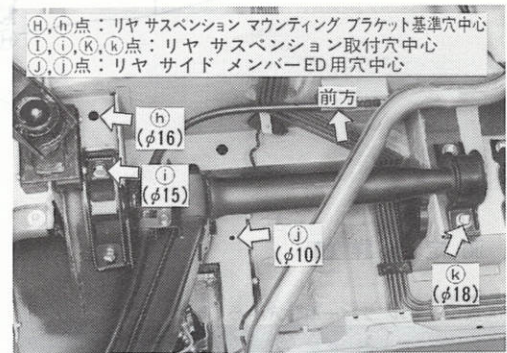 Ⓗ,ⓗ点：リヤ サスペンション マウンティング ブラケット基準穴中心
Ⓘ,ⓘ,Ⓚ,ⓚ点：リヤ サスペンション取付穴中心
Ⓙ,ⓙ点：リヤ サイド メンバーED用穴中心
前方
ⓗ
(φ16)
ⓘ
(φ15)
ⓙ
(φ10)
ⓚ
(φ18)